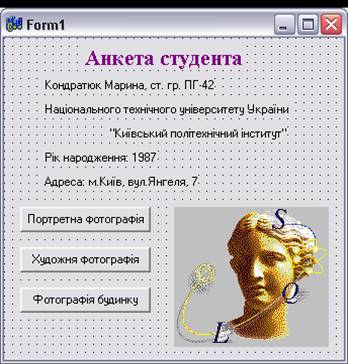 Form1
Анкета студента
Кондратюк Марина, ст. гр. ПГ-42
Національного технічного університету України
"Київський політехнічний інститут"
Рік народження: 1987
Адреса: м.Київ, вул.Янгеля, 7
Портретна фотографія
Художня фотографія
Фотографія будинку
S
Q
L